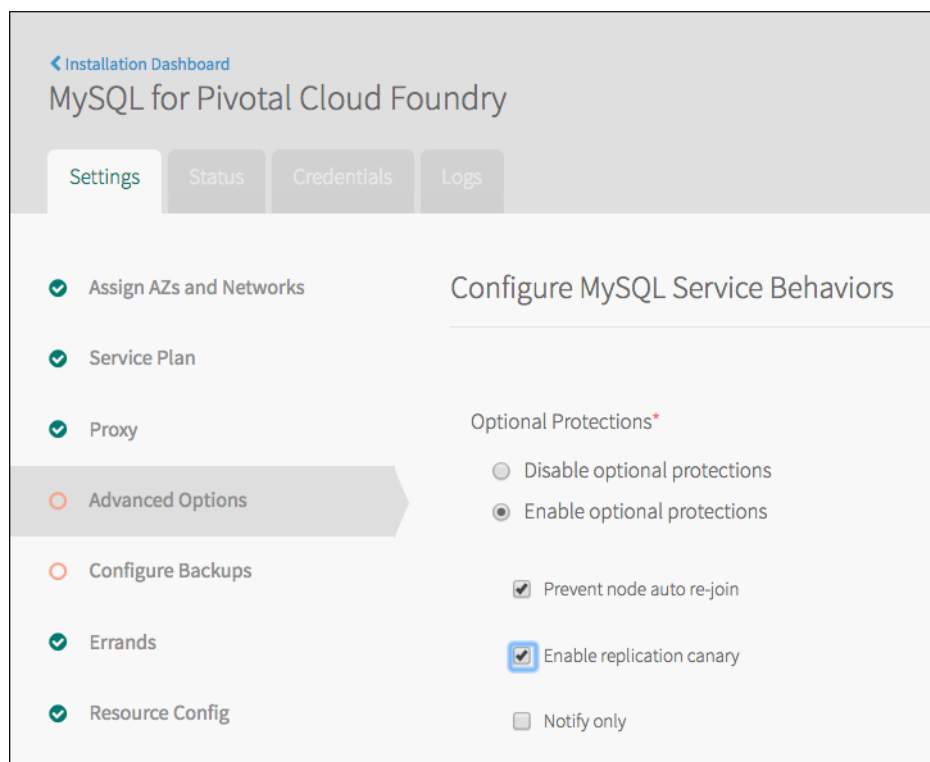 Installation Dashboard
MySQL for Pivotal Cloud Foundry
Settings
Status
Credentials
Logs
Assign AZs and Networks
Service Plan
Proxy
Advanced Options
Configure Backups
Errands
Resource Config
Configure MySQL Service Behaviors
Optional Protections*
Disable optional protections
Enable optional protections
Prevent node auto re-join
Enable replication canary
Notify only